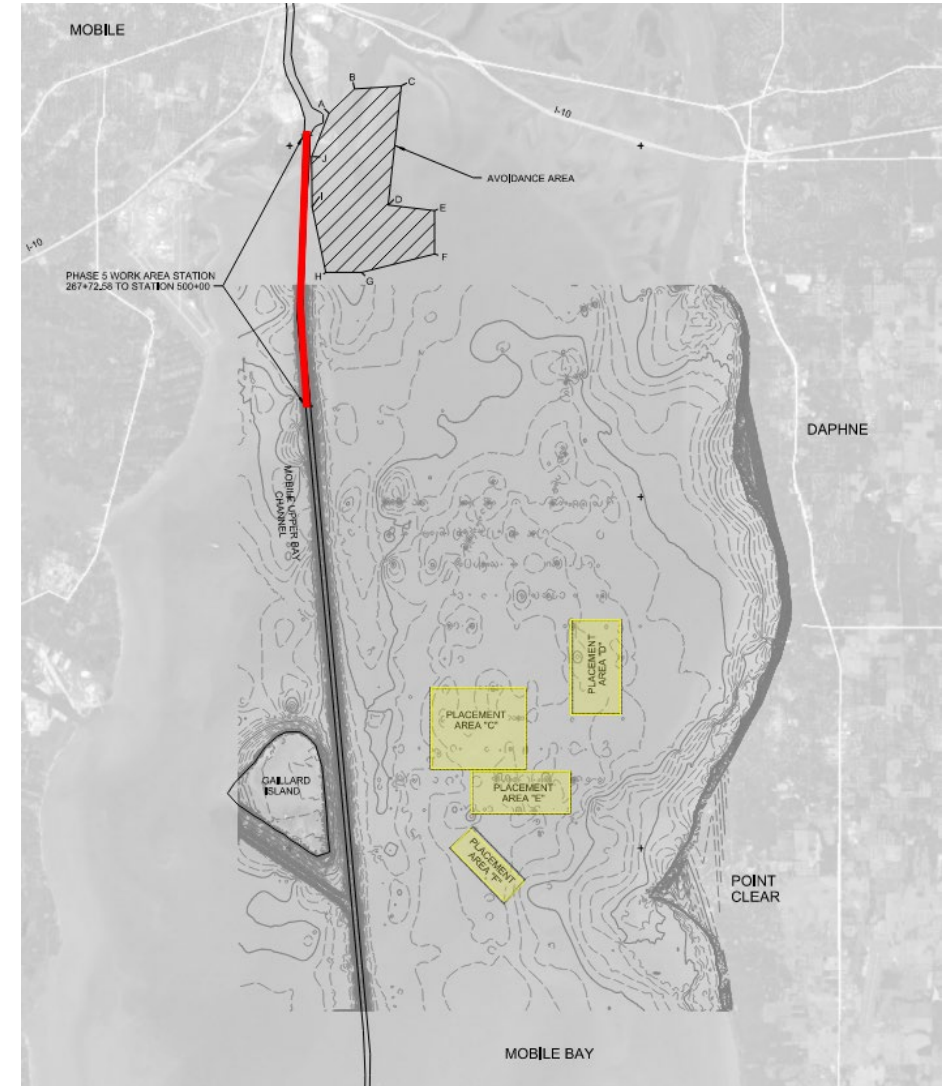 MOBILE
B
C
A
I-10
J
AVOIDANCE AREA
D
E
I
F
I-10
H
G
PHASE 5 WORK AREA STATION
267+72.58 TO STATION 500+00
DAPHNE
MOBILE UPPER BAY
CHANNEL
PLACEMENT
AREA "D"
PLACEMENT
AREA "C"
GAILLARD
ISLAND
PLACEMENT
AREA "E"
PLACEMENT
AREA "F"
POINT
CLEAR
MOBILE BAY